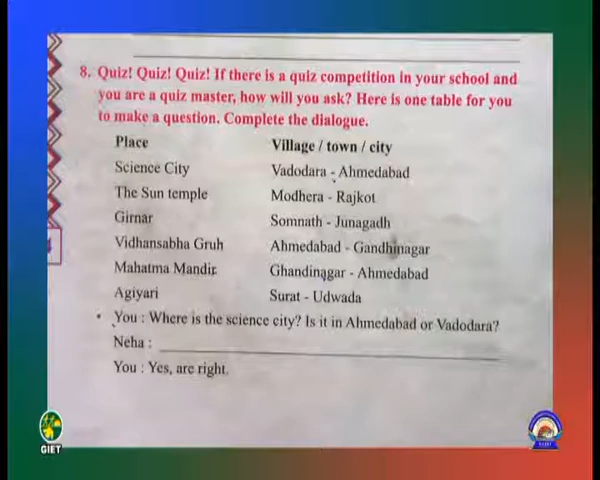 8. Quiz! Quiz! Quiz! If there is a quiz competition in your school and
you are a quiz master, how will you ask? Here is one table for you
to make a question. Complete the dialogue.
Place Village / town / city
Science City Vadodara - Ahmedabad
The Sun temple Modhera - Rajkot
Girnar Somnath - Junagadh
Vidhansabha Gruh Ahmedabad - Gandhinagar
Mahatma Mandir Ghandinagar - Ahmedabad
Agiyari Surat - Udwada
• You : Where is the science city? Is it in Ahmedabad or Vadodara?
Neha :
You : Yes, are right.
GIET